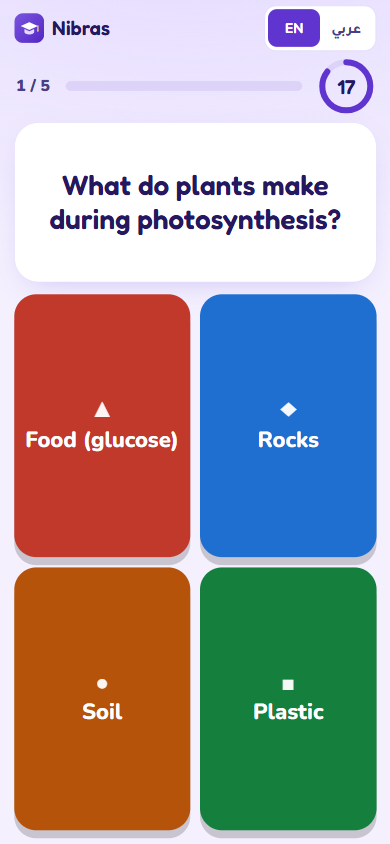 Nibras
EN
عربي
1 / 5
17
What do plants make
during photosynthesis?
Food (glucose)
Rocks
Soil
Plastic